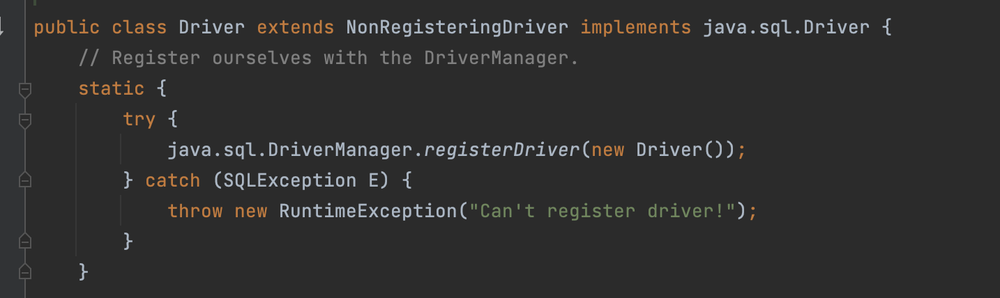 public class Driver extends NonRegisteringDriver implements java.sql.Driver {
    // Register ourselves with the DriverManager.
    static {
        try {
            java.sql.DriverManager.registerDriver(new Driver());
        } catch (SQLException E) {
            throw new RuntimeException("Can't register driver!");
        }
    }